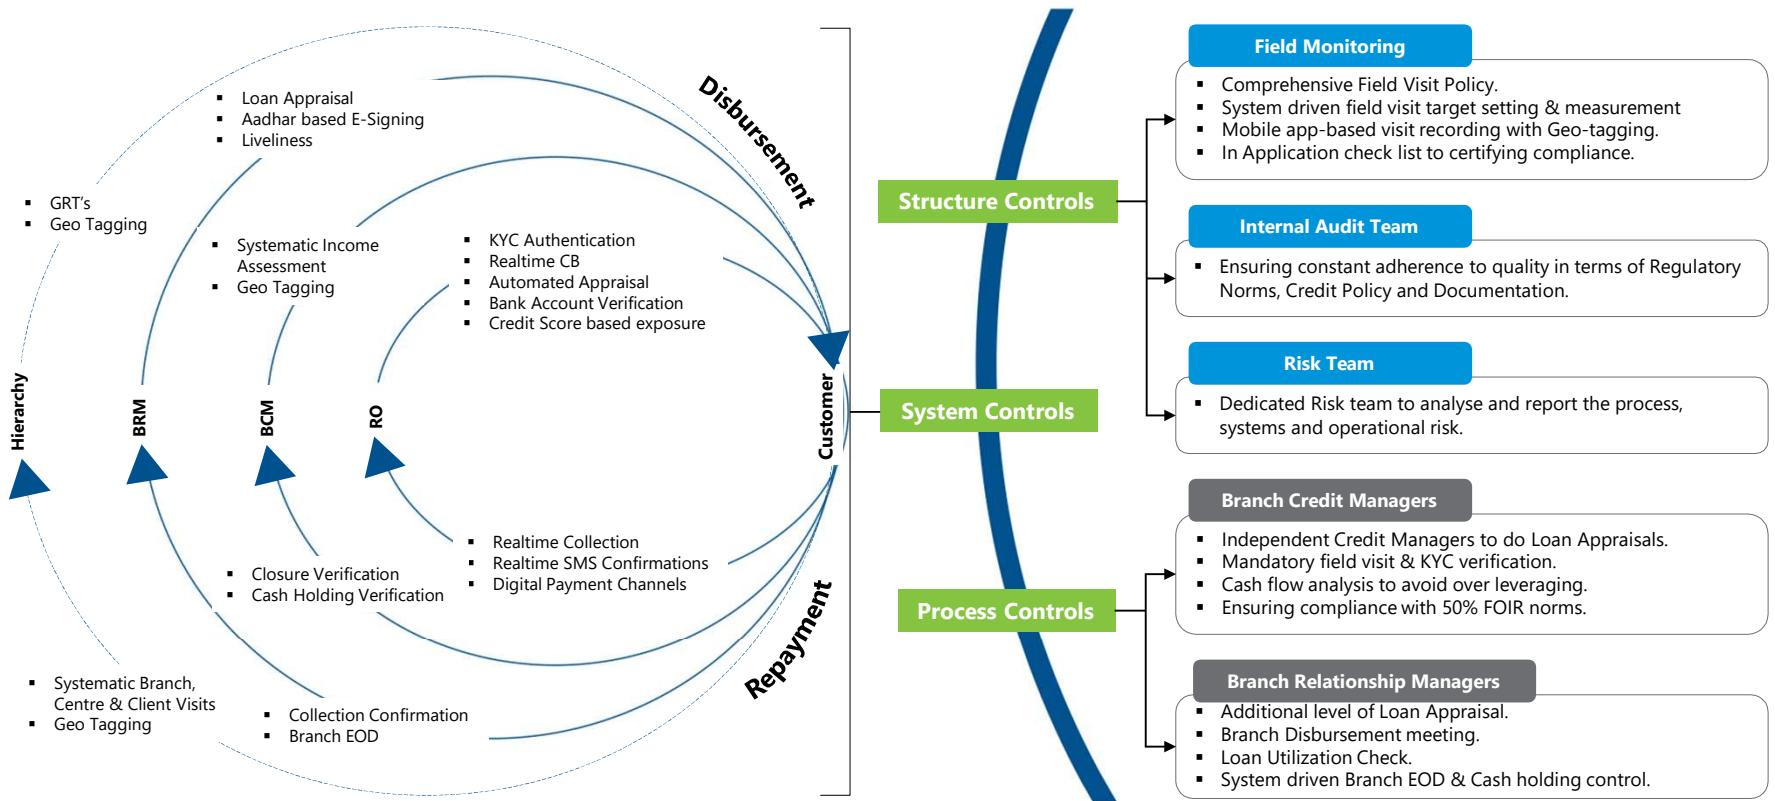 Disbursement
▪ Loan Appraisal
▪ Aadhar based E-Signing
▪ Liveliness
▪ GRT's
▪ Geo Tagging
▪ Systematic Income
Assessment
▪ Geo Tagging
▪ KYC Authentication
▪ Realtime CB
▪ Automated Appraisal
▪ Bank Account Verification
▪ Credit Score based exposure
Hierarchy
BRM
BCM
RO
Customer
▪ Realtime Collection
▪ Realtime SMS Confirmations
▪ Digital Payment Channels
▪ Closure Verification
▪ Cash Holding Verification
▪ Systematic Branch,
Centre & Client Visits
▪ Geo Tagging
▪ Collection Confirmation
▪ Branch EOD
Repayment
Structure Controls
System Controls
Process Controls
Field Monitoring
▪ Comprehensive Field Visit Policy.
▪ System driven field visit target setting & measurement
▪ Mobile app-based visit recording with Geo-tagging.
▪ In Application check list to certifying compliance.
Internal Audit Team
▪ Ensuring constant adherence to quality in terms of Regulatory
Norms, Credit Policy and Documentation.
Risk Team
▪ Dedicated Risk team to analyse and report the process,
systems and operational risk.
Branch Credit Managers
▪ Independent Credit Managers to do Loan Appraisals.
▪ Mandatory field visit & KYC verification.
▪ Cash flow analysis to avoid over leveraging.
▪ Ensuring compliance with 50% FOIR norms.
Branch Relationship Managers
▪ Additional level of Loan Appraisal.
▪ Branch Disbursement meeting.
▪ Loan Utilization Check.
▪ System driven Branch EOD & Cash holding control.